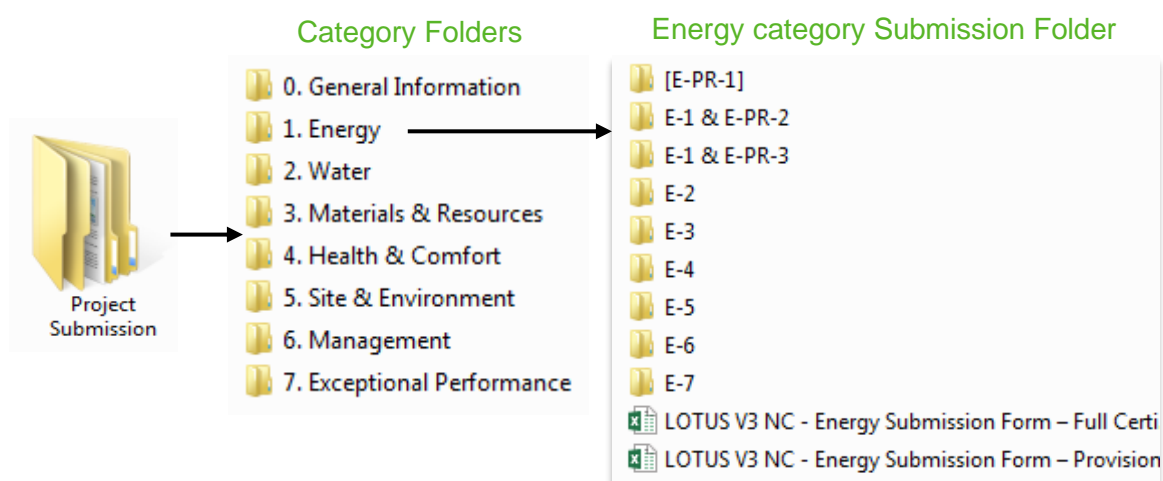 Category Folders
Energy category Submission Folder
Project
Submission
0. General Information
1. Energy
2. Water
3. Materials & Resources
4. Health & Comfort
5. Site & Environment
6. Management
7. Exceptional Performance
[E-PR-1]
E-1 & E-PR-2
E-1 & E-PR-3
E-2
E-3
E-4
E-5
E-6
E-7
LOTUS V3 NC - Energy Submission Form – Full Certi
LOTUS V3 NC - Energy Submission Form – Provision